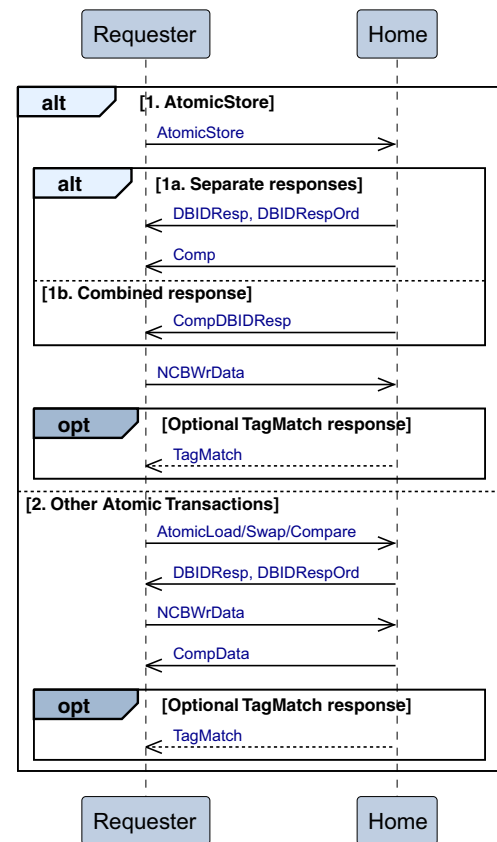 Requester Home
alt [1. AtomicStore]
AtomicStore
alt [1a. Separate responses]
DBIDResp, DBIDRespOrd
Comp
[1b. Combined response]
CompDBIDResp
NCBWrData
opt [Optional TagMatch response]
TagMatch
[2. Other Atomic Transactions]
AtomicLoad/Swap/Compare
DBIDResp, DBIDRespOrd
NCBWrData
CompData
opt [Optional TagMatch response]
TagMatch
Requester Home